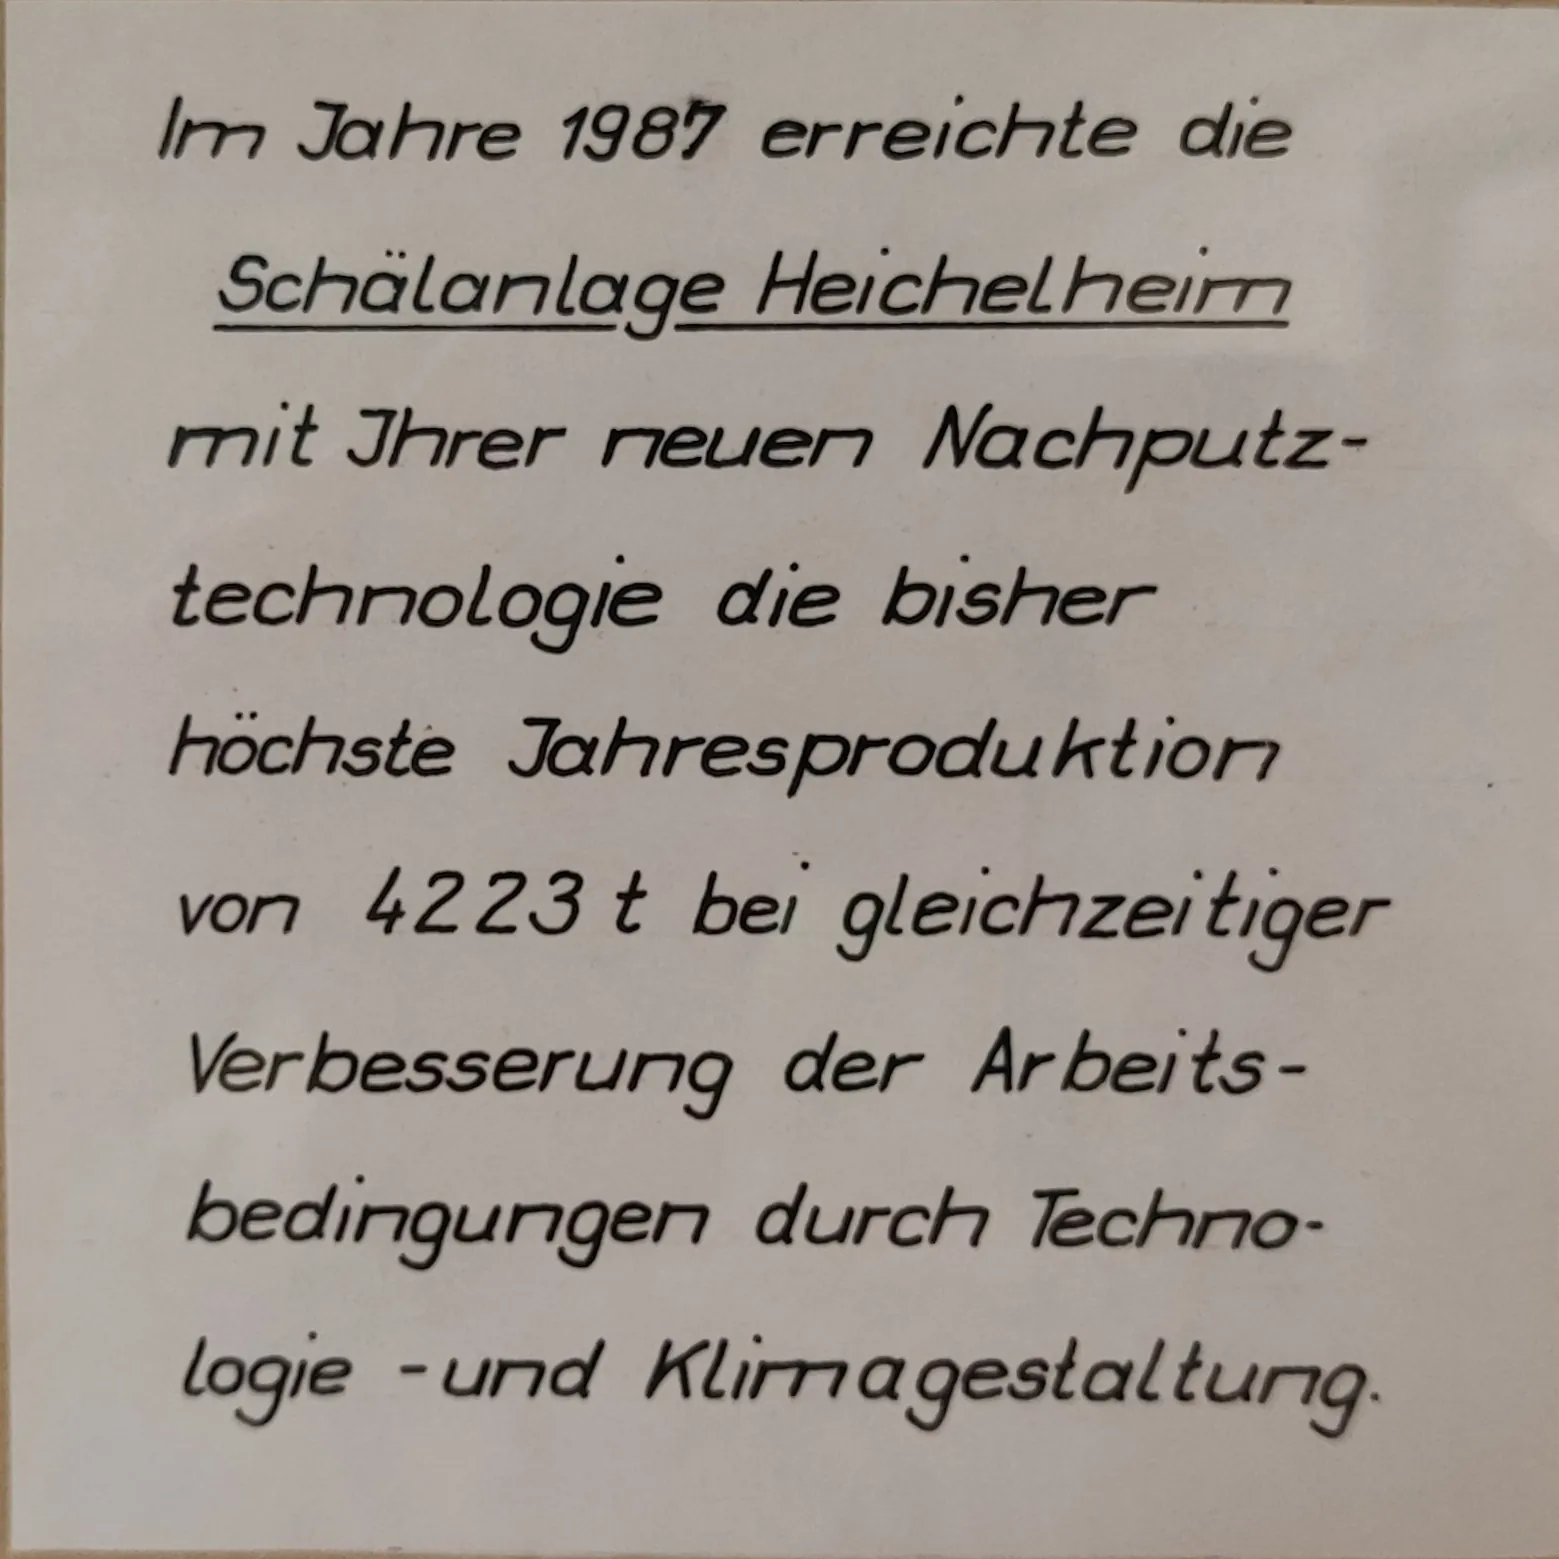 Im Jahre 1987 erreichte die
Schälanlage Heichelheim
mit Ihrer neuen Nachputz-
technologie die bisher
höchste Jahresproduktion
von 4223 t bei gleichzeitiger
Verbesserung der Arbeits-
bedingungen durch Techno-
logie -und Klimagestaltung.